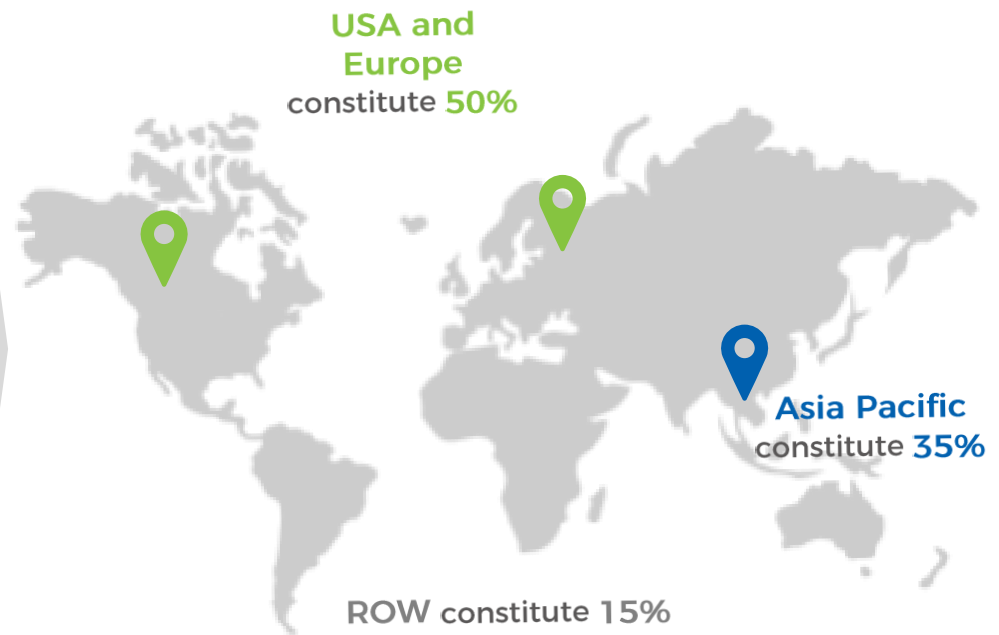 USA and
Europe
constitute 50%
Asia Pacific
constitute 35%
ROW constitute 15%